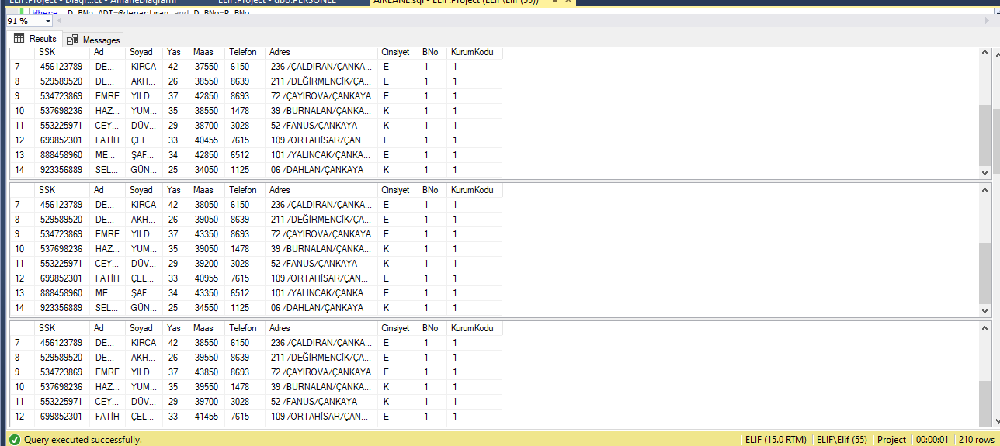 ELIF.Project - Diagr...ct - AirlaneDiagrami ELIF.Project - dbo.PERSONEL AIRLANE.sql - ELIF.Project (ELIF\Elif (55))
Where D.BNo_ADI=@departman and D.BNo=P.BNo
91 %
Results Messages
SSK Ad Soyad Yas Maas Telefon Adres Cinsiyet BNo KurumKodu
7 456123789 DE... KIRCA 42 37550 6150 236 /ÇALDIRAN/ÇANKA... E 1 1
8 529589520 DE... AKH... 26 38550 8639 211 /DEĞİRMENCİK/ÇA... E 1 1
9 534723869 EMRE YILD... 37 42850 8693 72 /ÇAYIROVA/ÇANKAYA E 1 1
10 537698236 HAZ... YUM... 35 38550 1478 39 /BURNALAN/ÇANKA... K 1 1
11 553225971 CEY... DÜV... 29 38700 3028 52 /FANUS/ÇANKAYA K 1 1
12 699852301 FATİH ÇEL... 33 40455 7615 109 /ORTAHİSAR/ÇAN... E 1 1
13 888458960 ME... ŞAF... 34 42850 6512 101 /YALINCAK/ÇANKA... E 1 1
14 923356889 SEL... GÜN... 25 34050 1125 06 /DAHLAN/ÇANKAYA K 1 1
SSK Ad Soyad Yas Maas Telefon Adres Cinsiyet BNo KurumKodu
7 456123789 DE... KIRCA 42 38050 6150 236 /ÇALDIRAN/ÇANKA... E 1 1
8 529589520 DE... AKH... 26 39050 8639 211 /DEĞİRMENCİK/ÇA... E 1 1
9 534723869 EMRE YILD... 37 43350 8693 72 /ÇAYIROVA/ÇANKAYA E 1 1
10 537698236 HAZ... YUM... 35 39050 1478 39 /BURNALAN/ÇANKA... K 1 1
11 553225971 CEY... DÜV... 29 39200 3028 52 /FANUS/ÇANKAYA K 1 1
12 699852301 FATİH ÇEL... 33 40955 7615 109 /ORTAHİSAR/ÇAN... E 1 1
13 888458960 ME... ŞAF... 34 43350 6512 101 /YALINCAK/ÇANKA... E 1 1
14 923356889 SEL... GÜN... 25 34550 1125 06 /DAHLAN/ÇANKAYA K 1 1
SSK Ad Soyad Yas Maas Telefon Adres Cinsiyet BNo KurumKodu
7 456123789 DE... KIRCA 42 38550 6150 236 /ÇALDIRAN/ÇANKA... E 1 1
8 529589520 DE... AKH... 26 39550 8639 211 /DEĞİRMENCİK/ÇA... E 1 1
9 534723869 EMRE YILD... 37 43850 8693 72 /ÇAYIROVA/ÇANKAYA E 1 1
10 537698236 HAZ... YUM... 35 39550 1478 39 /BURNALAN/ÇANKA... K 1 1
11 553225971 CEY... DÜV... 29 39700 3028 52 /FANUS/ÇANKAYA K 1 1
12 699852301 FATİH ÇEL... 33 41455 7615 109 /ORTAHİSAR/ÇAN... E 1 1
Query executed successfully. ELIF (15.0 RTM) ELIF\Elif (55) Project 00:00:01 210 rows